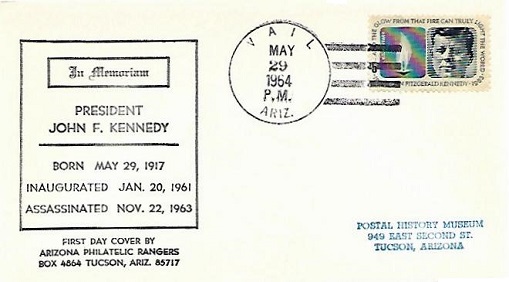 In Memoriam
PRESIDENT
JOHN F. KENNEDY
BORN MAY 29, 1917
INAUGURATED JAN. 20, 1961
ASSASSINATED NOV. 22, 1963
FIRST DAY COVER BY
ARIZONA PHILATELIC RANGERS
BOX 4864 TUCSON, ARIZ. 85717
VAIL
MAY
29
1964
P.M.
ARIZ.
THE GLOW FROM THAT FIRE CAN TRULY LIGHT THE WORLD
FITZGERALD KENNEDY
POSTAL HISTORY MUSEUM
949 EAST SECOND ST.
TUCSON, ARIZONA